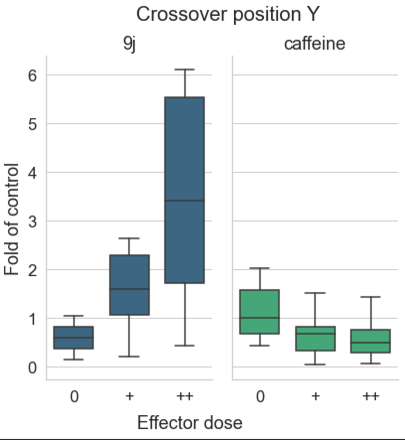 Crossover position Y
9j
caffeine
Fold of control
6
5
4
3
2
1
0
0 + ++
0 + ++
Effector dose